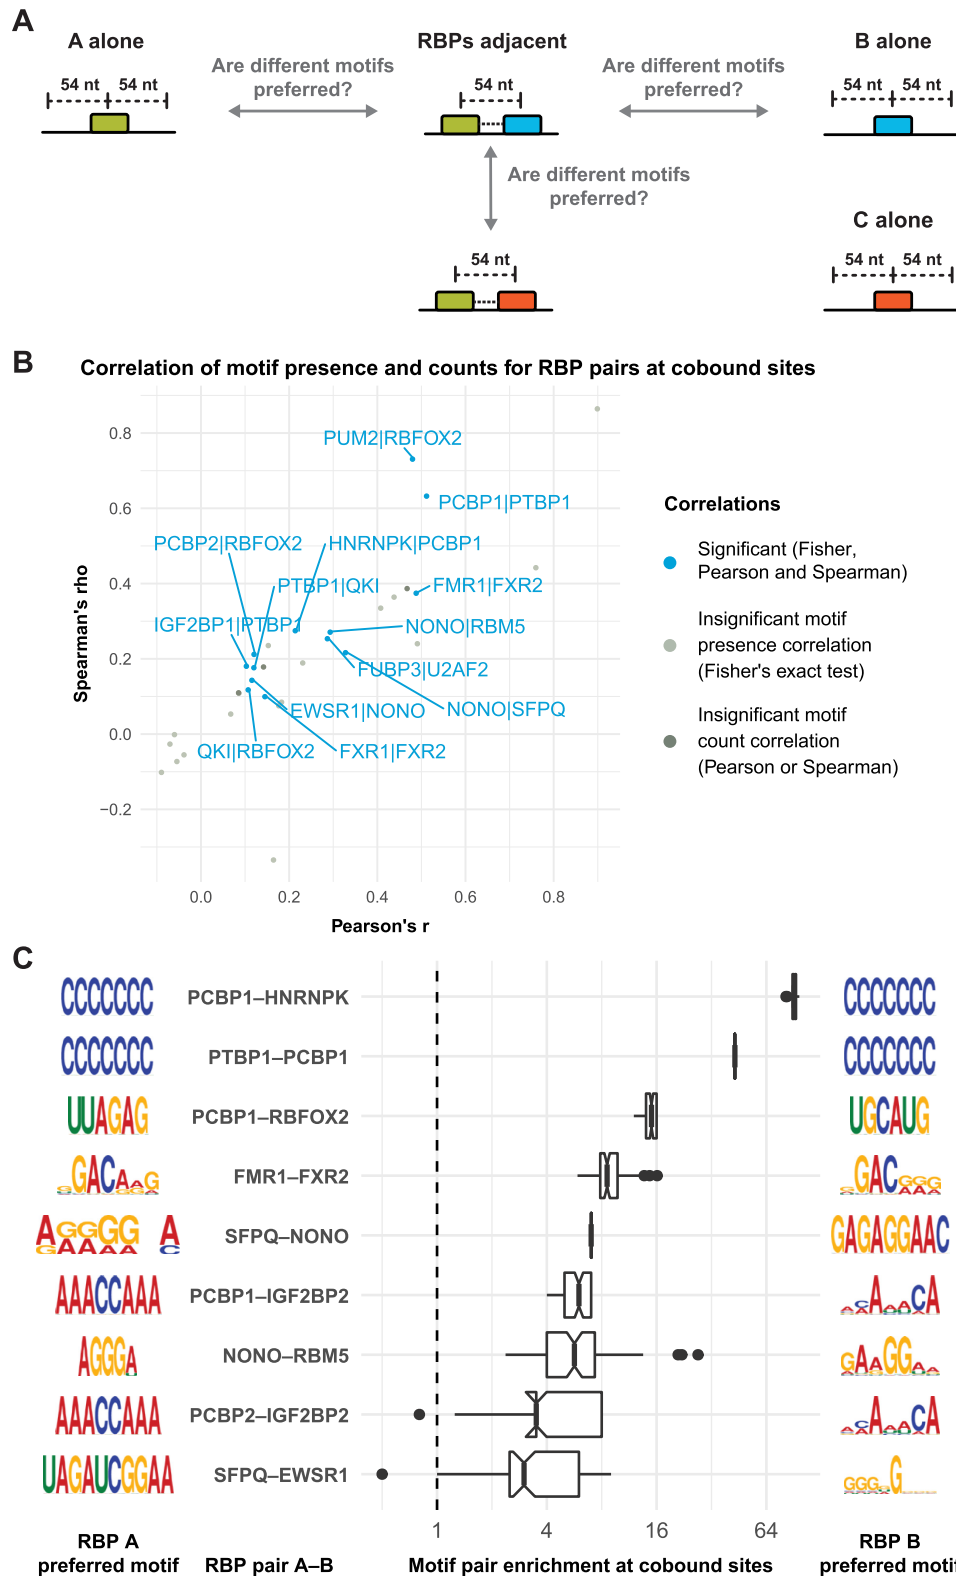 A
A alone
RBPs adjacent
B alone
54 nt 54 nt
Are different motifs
preferred?
54 nt
Are different motifs
preferred?
54 nt 54 nt
Are different motifs
preferred?
C alone
54 nt
54 nt 54 nt
B
Correlation of motif presence and counts for RBP pairs at cobound sites
Spearman's rho
0.8
0.6
0.4
0.2
0.0
−0.2
PUM2|RBFOX2
PCBP1|PTBP1
PCBP2|RBFOX2
HNRNPK|PCBP1
PTBP1|QKI
FMR1|FXR2
IGF2BP1|PTBP1
NONO|RBM5
FUBP3|U2AF2
EWSR1|NONO
NONO|SFPQ
QKI|RBFOX2
FXR1|FXR2
0.0 0.2 0.4 0.6 0.8
Pearson's r
Correlations
Significant (Fisher,
Pearson and Spearman)
Insignificant motif
presence correlation
(Fisher's exact test)
Insignificant motif
count correlation
(Pearson or Spearman)
C
CCCCCCC PCBP1–HNRNPK CCCCCCC
CCCCCCC PTBP1–PCBP1 CCCCCCC
UUAGAG PCBP1–RBFOX2 UGCAUG
GACAAG FMR1–FXR2 GACGGG
AGGGG A SFPQ–NONO GAGAGGAAC
AAACCAAA PCBP1–IGF2BP2
AGGGA NONO–RBM5 GAAGGAA
AAACCAAA PCBP2–IGF2BP2
UAGAUCGGAA SFPQ–EWSR1
1 4 16 64
RBP A
preferred motif
RBP pair A–B
Motif pair enrichment at cobound sites
RBP B
preferred motif